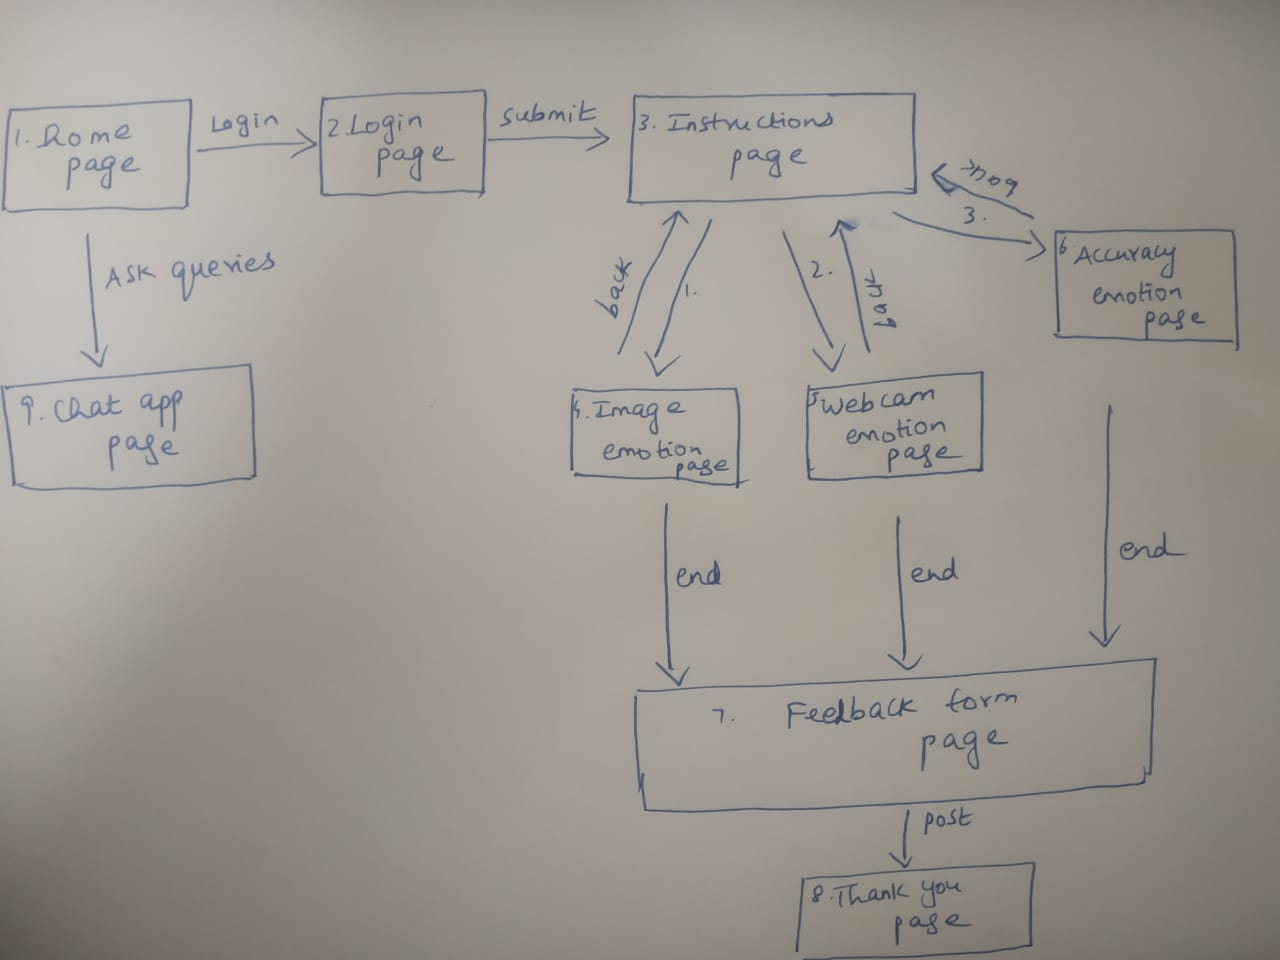 1. Home
page
Login
2. Login
page
submit
3. Instructions
page
back
3.
6. Accuracy
emotion
page
Ask queries
back
1.
2.
back
9. Chat app
page
4. Image
emotion
page
5 Webcam
emotion
page
end
end
end
7. Feedback form
page
post
8. Thank you
page